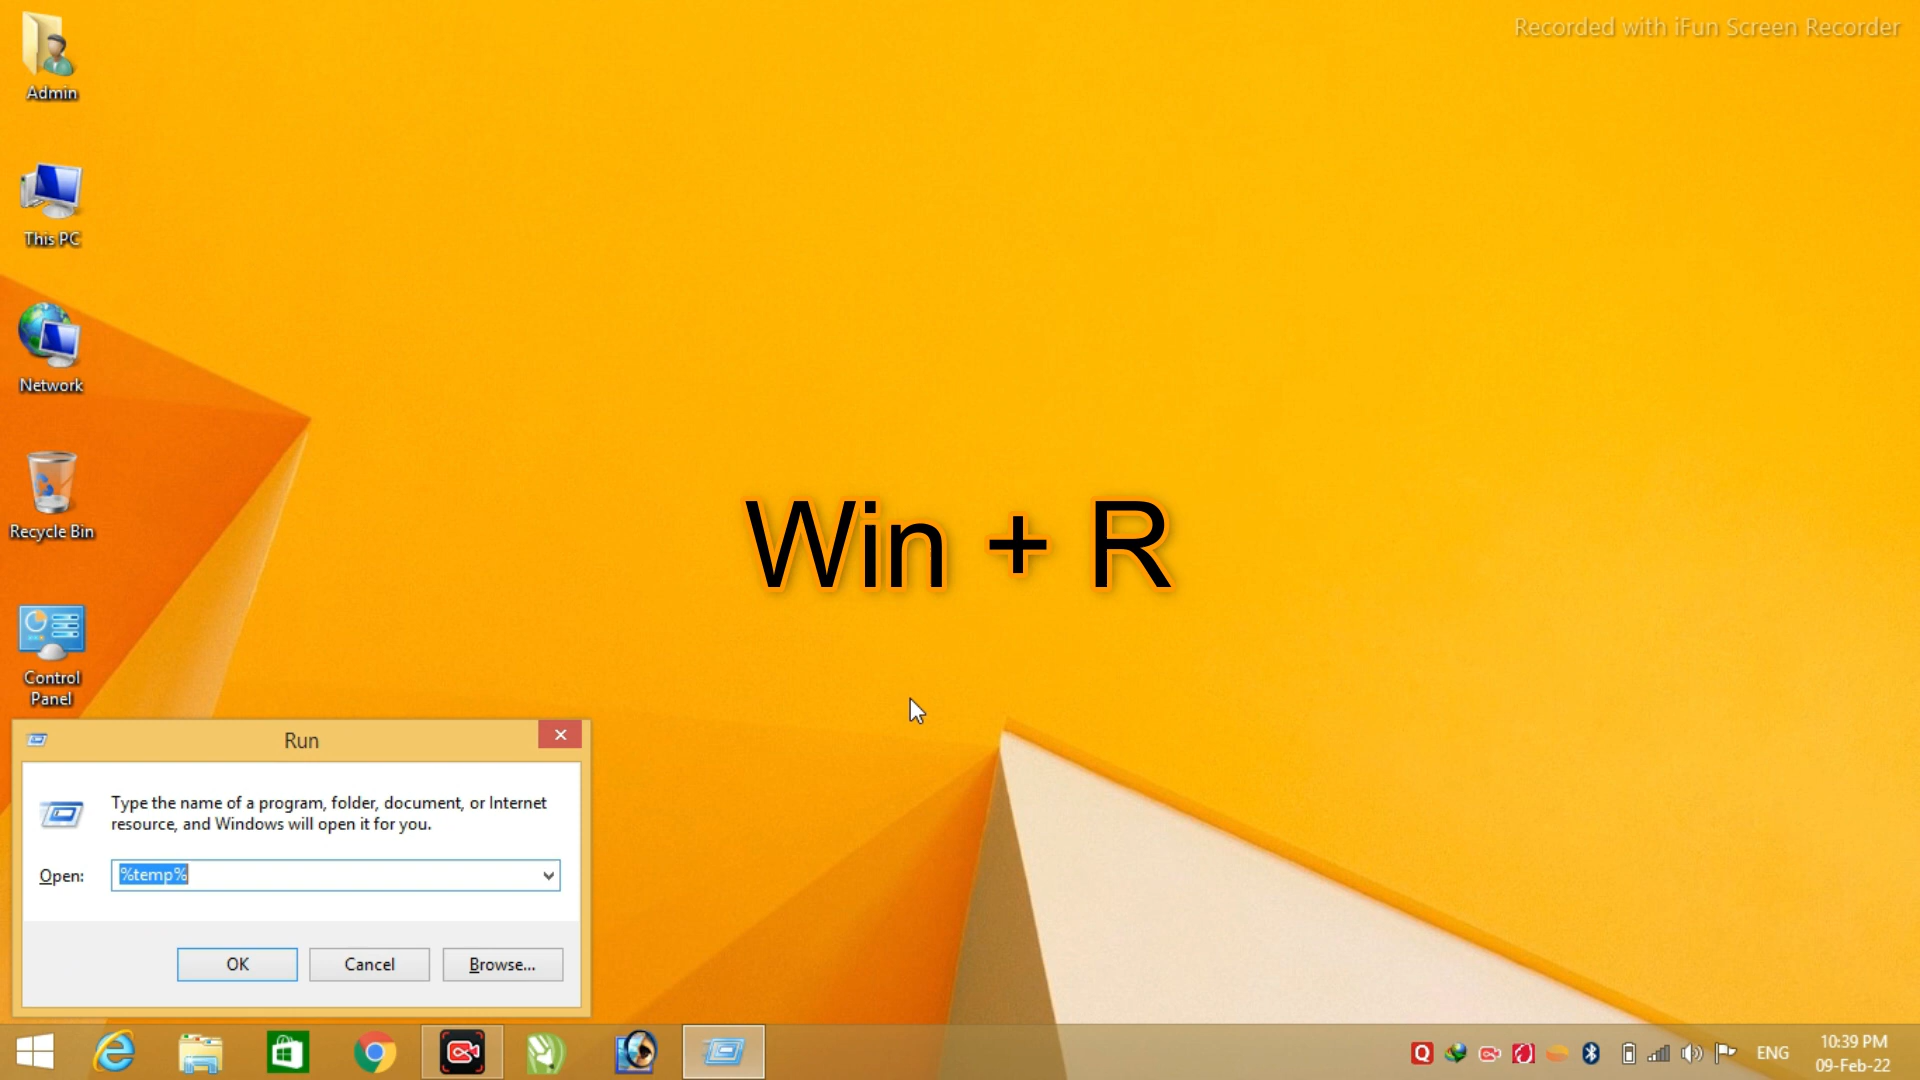 Recorded with iFun Screen Recorder
Admin
This PC
Network
Recycle Bin
Control
Panel
Win + R
Run
Type the name of a program, folder, document, or Internet
resource, and Windows will open it for you.
Open:
%temp%
OK
Cancel
Browse...
ENG
10:39 PM
09-Feb-22